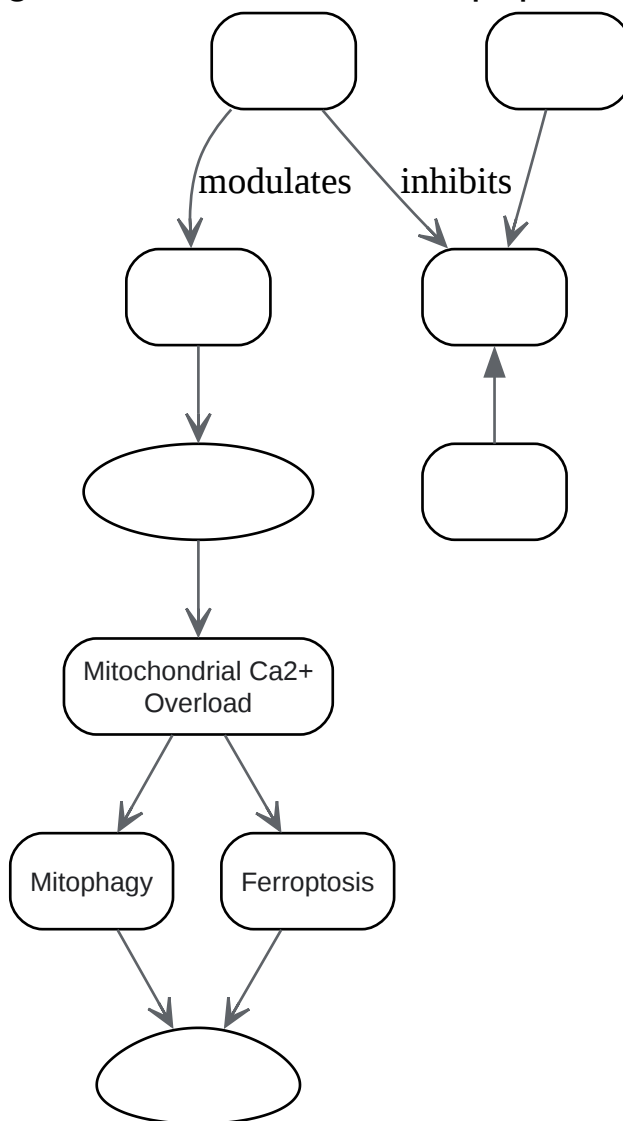 modulates
inhibits
Mitochondrial Ca2+
Overload
Mitophagy
Ferroptosis